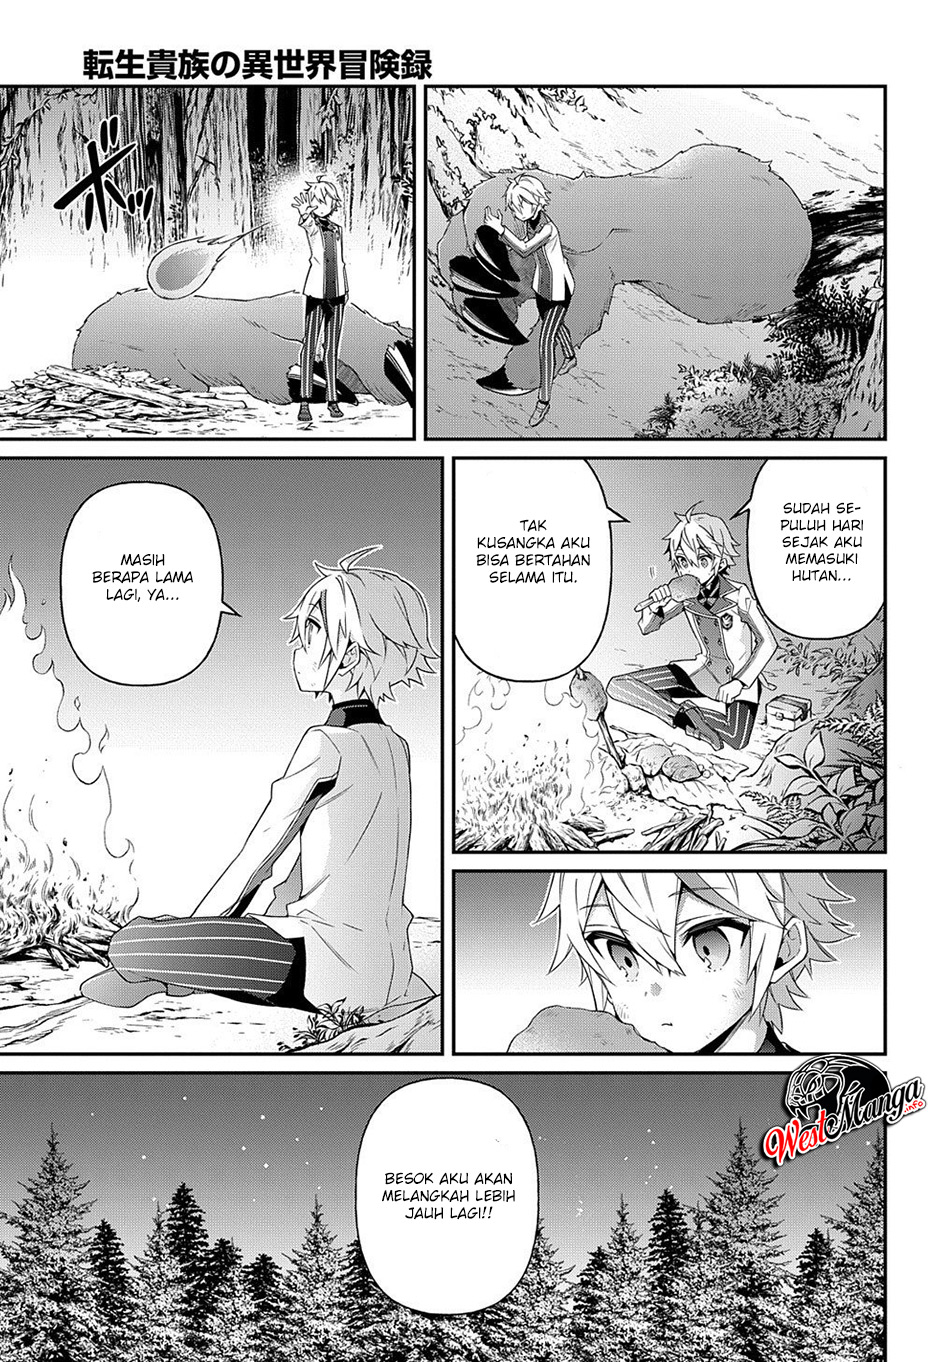 転生貴族の異世界冒険録
ボッ
SUDAH SE-
PULUH HARI
SEJAK AKU
MEMASUKI
HUTAN...
TAK
KUSANGKA AKU
BISA BERTAHAN
SELAMA ITU.
MASIH
BERAPA LAMA
LAGI, YA...
WestManga
.info
BESOK AKU AKAN
MELANGKAH LEBIH
JAUH LAGI!!